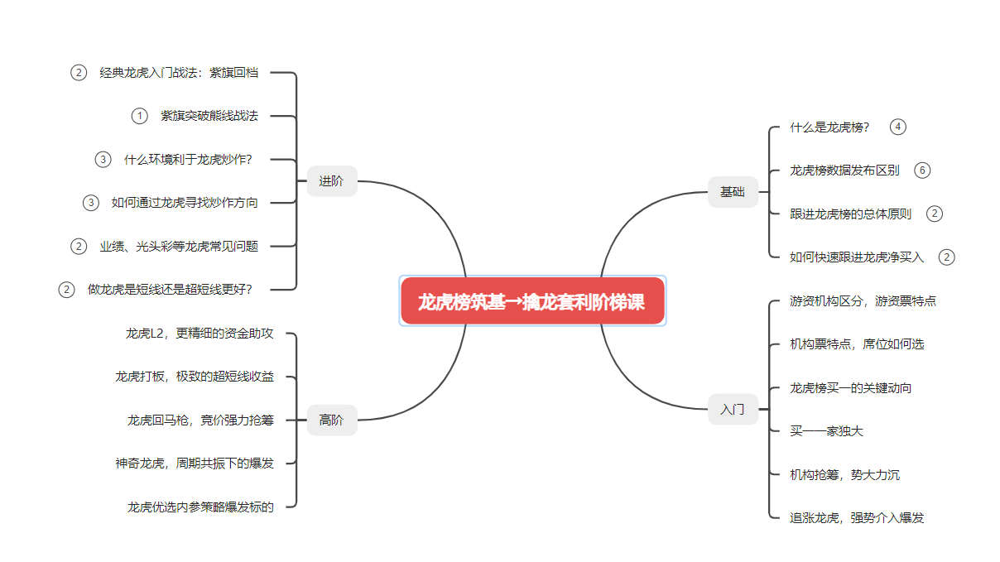 龙虎榜筑基→擒龙套利阶梯课
基础
什么是龙虎榜? 4
龙虎榜数据发布区别 6
跟进龙虎榜的总体原则 2
如何快速跟进龙虎净买入 2
入门
游资机构区分，游资票特点
机构票特点，席位如何选
龙虎榜买一的关键动向
买一一家独大
机构抢筹，势大力沉
追涨龙虎，强势介入爆发
进阶
2 经典龙虎入门战法：紫旗回档
1 紫旗突破熊线战法
3 什么环境利于龙虎炒作?
3 如何通过龙虎寻找炒作方向
2 业绩、光头彩等龙虎常见问题
2 做龙虎是短线还是超短线更好?
高阶
龙虎L2，更精细的资金助攻
龙虎打板，极致的超短线收益
龙虎回马枪，竞价强力抢筹
神奇龙虎，周期共振下的爆发
龙虎优选内参策略爆发标的